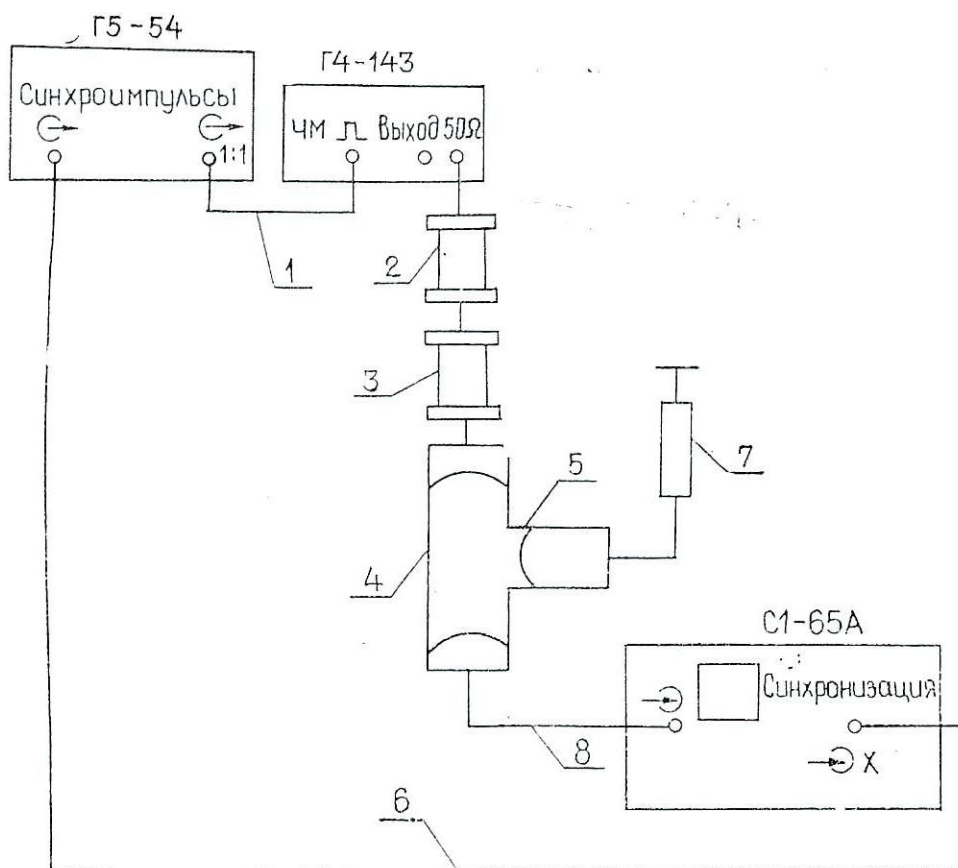 Г5-54
Г4-143
Синхроимпульсы
1:1
ЧМ Выход 50Ω
1
2
3
4
5
7
С1-65А
Синхронизация
8
X
6